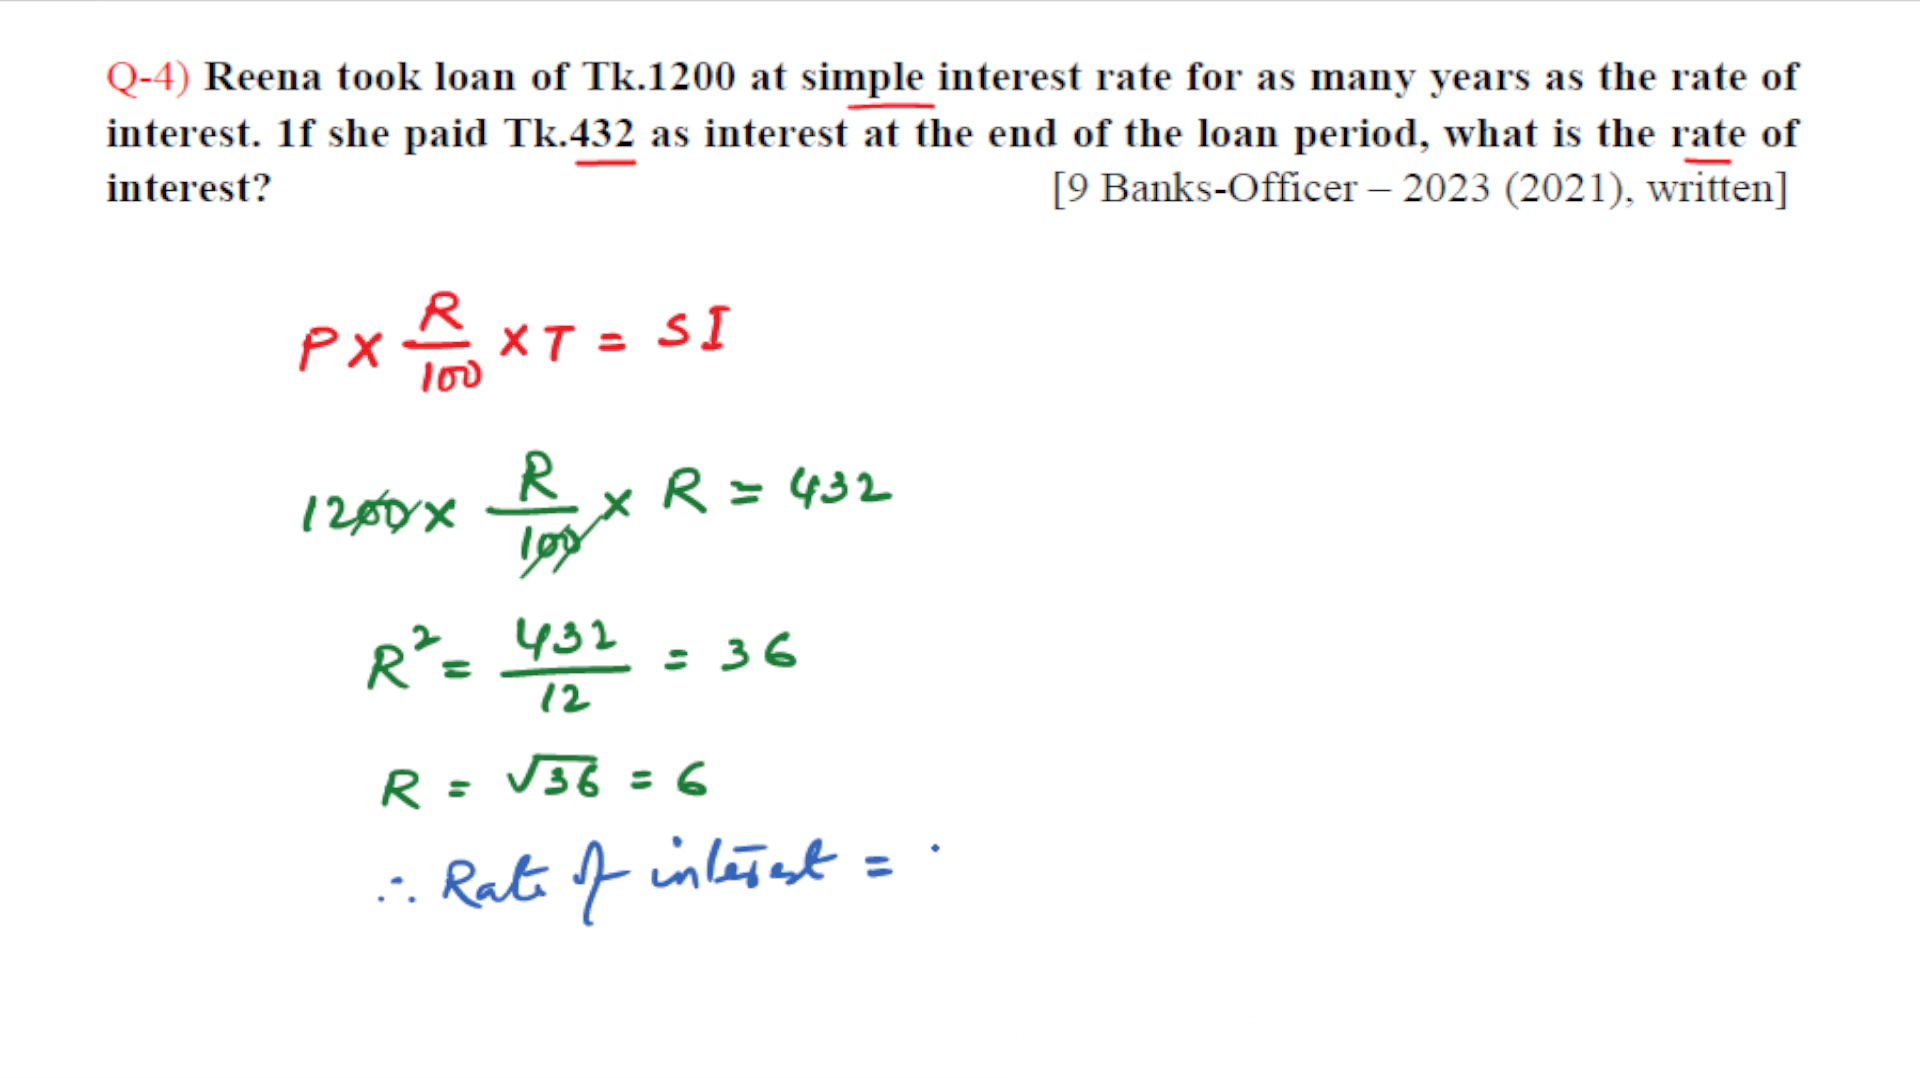 Q-4) Reena took loan of Tk.1200 at simple interest rate for as many years as the rate of
interest. 1f she paid Tk.432 as interest at the end of the loan period, what is the rate of
interest? [9 Banks-Officer – 2023 (2021), written]
P × R/100 × T = SI
1200 × R/100 × R = 432
R² = 432/12 = 36
R = √36 = 6
∴ Rate of interest =